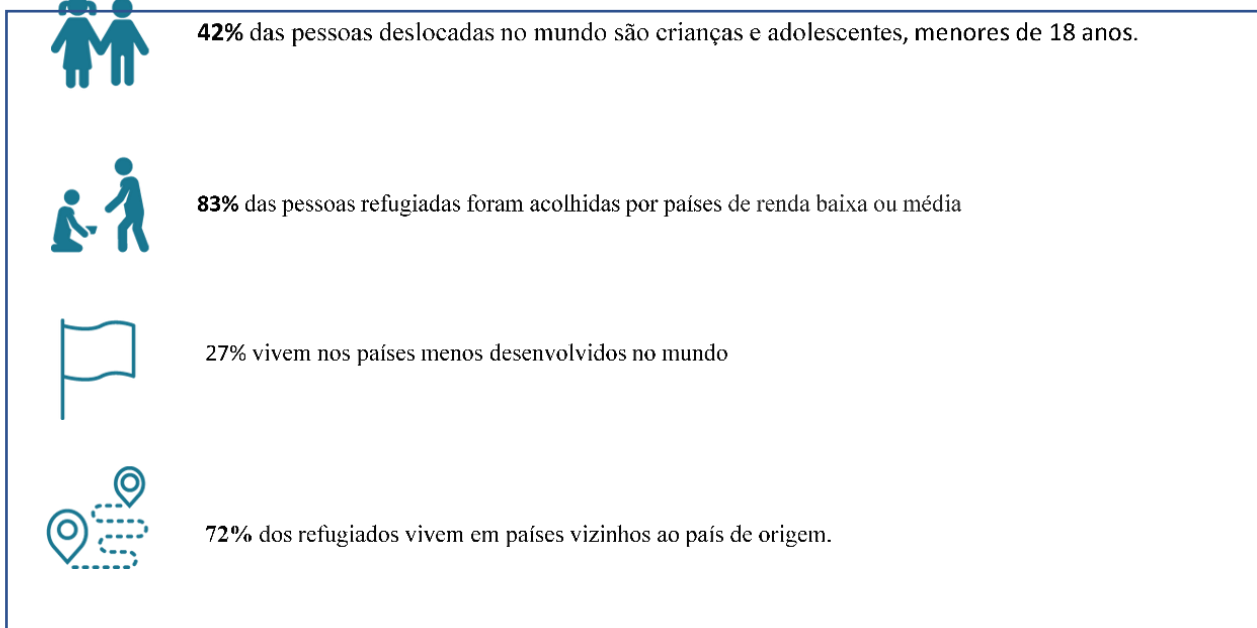 42% das pessoas deslocadas no mundo são crianças e adolescentes, menores de 18 anos.
83% das pessoas refugiadas foram acolhidas por países de renda baixa ou média
27% vivem nos países menos desenvolvidos no mundo
72% dos refugiados vivem em países vizinhos ao país de origem.